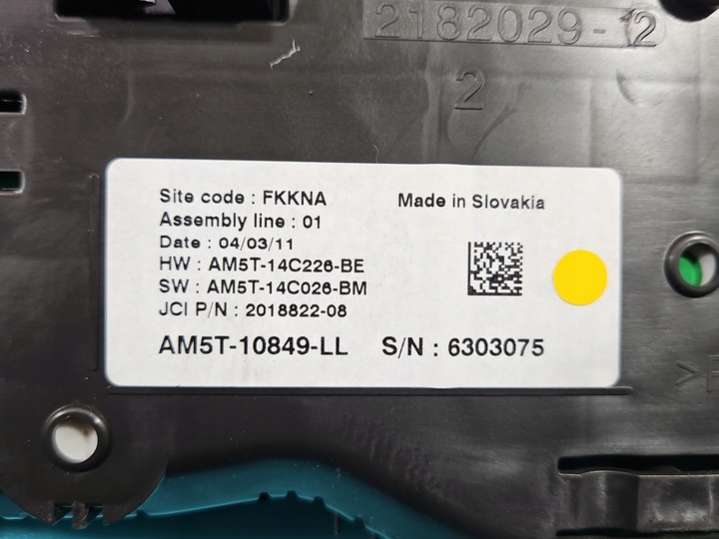 2182029-12
2
Site code : FKKNA
Made in Slovakia
Assembly line : 01
Date : 04/03/11
HW : AM5T-14C226-BE
SW : AM5T-14C026-BM
JCI P/N : 2018822-08
AM5T-10849-LL S/N : 6303075